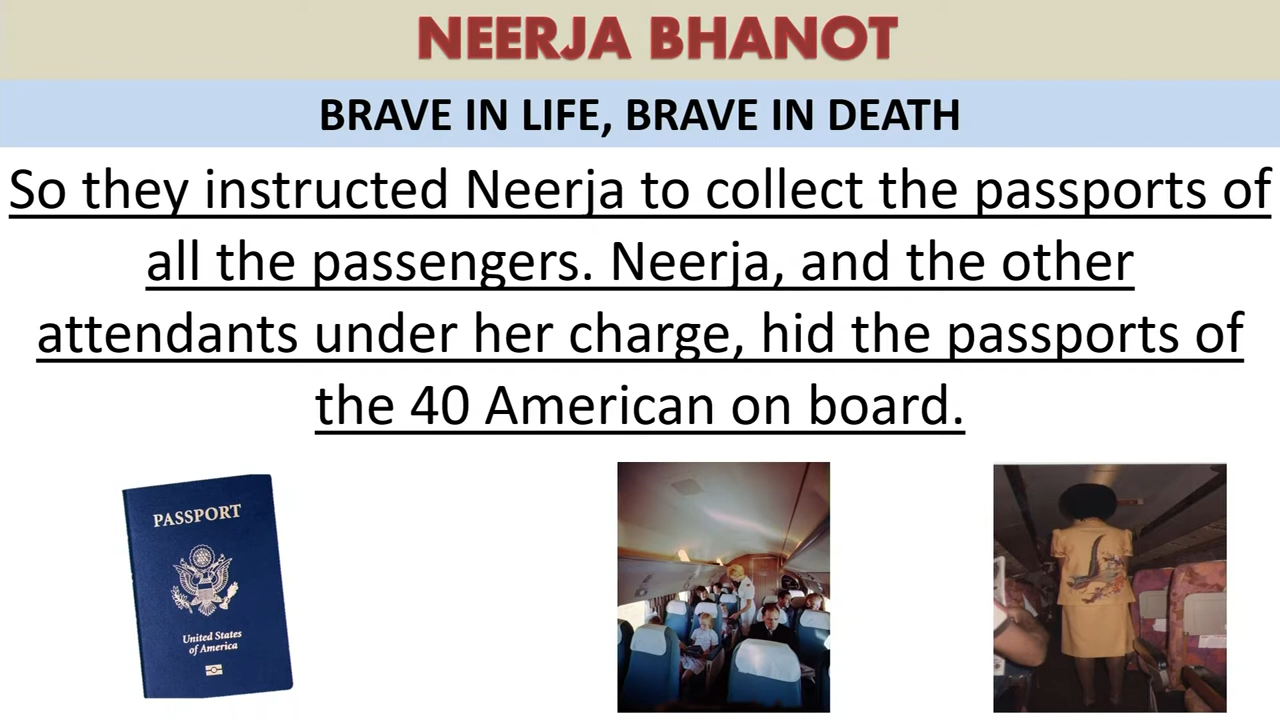 NEERJA BHANOT
BRAVE IN LIFE, BRAVE IN DEATH
So they instructed Neerja to collect the passports of
all the passengers. Neerja, and the other
attendants under her charge, hid the passports of
the 40 American on board.
PASSPORT
United States
of America